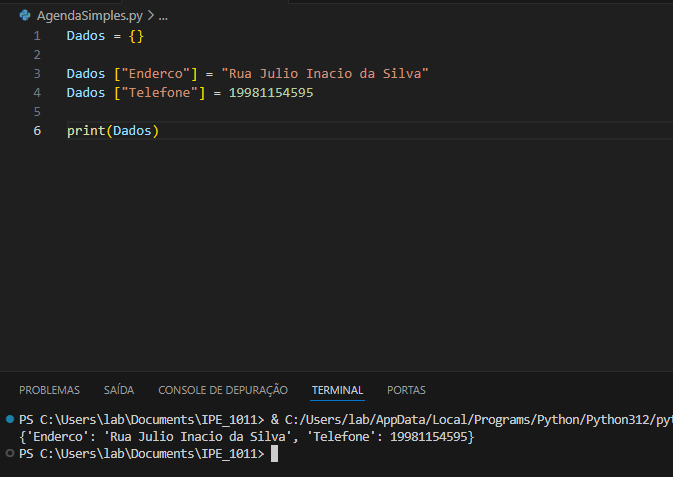 AgendaSimples.py > ...
1 Dados = {}
2
3 Dados ["Enderco"] = "Rua Julio Inacio da Silva"
4 Dados ["Telefone"] = 19981154595
5
6 print(Dados)
PROBLEMAS SAÍDA CONSOLE DE DEPURAÇÃO TERMINAL PORTAS
PS C:\Users\lab\Documents\IPE_1011> & C:/Users/lab/AppData/Local/Programs/Python/Python312/pyt
{'Enderco': 'Rua Julio Inacio da Silva', 'Telefone': 19981154595}
PS C:\Users\lab\Documents\IPE_1011>